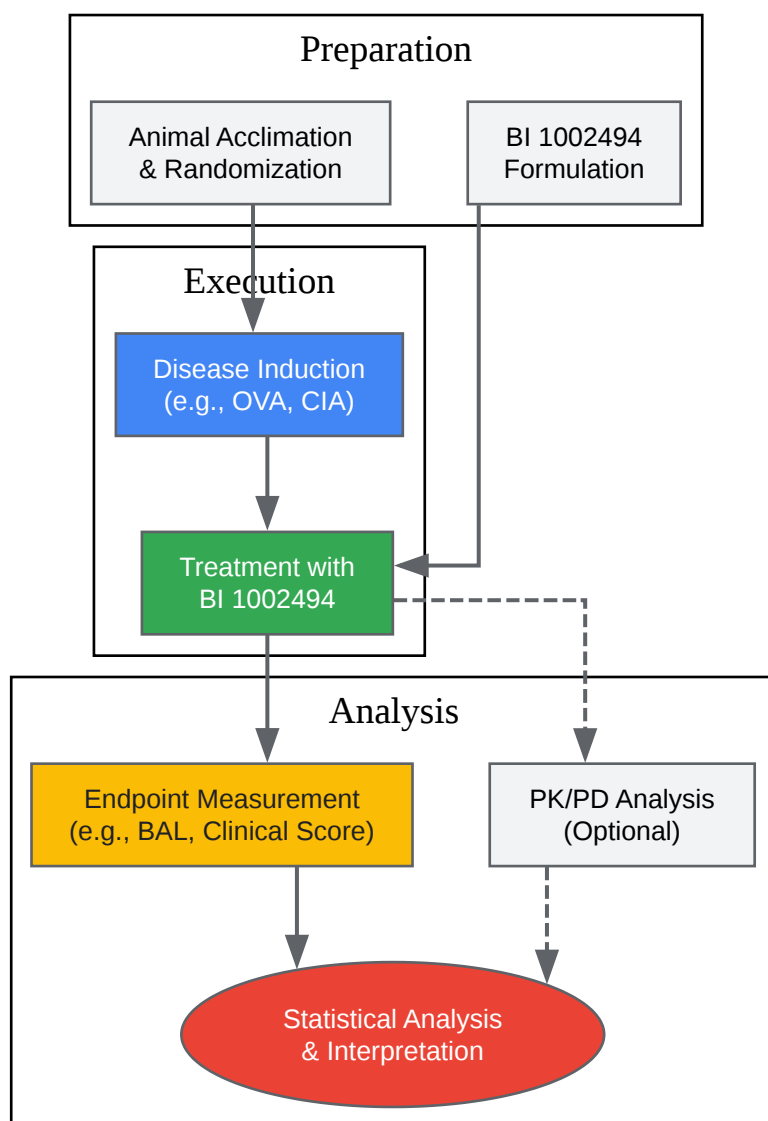 Preparation
Animal Acclimation
& Randomization
BI 1002494
Formulation
Execution
Disease Induction
(e.g., OVA, CIA)
Treatment with
BI 1002494
Analysis
Endpoint Measurement
(e.g., BAL, Clinical Score)
PK/PD Analysis
(Optional)
Statistical Analysis
& Interpretation